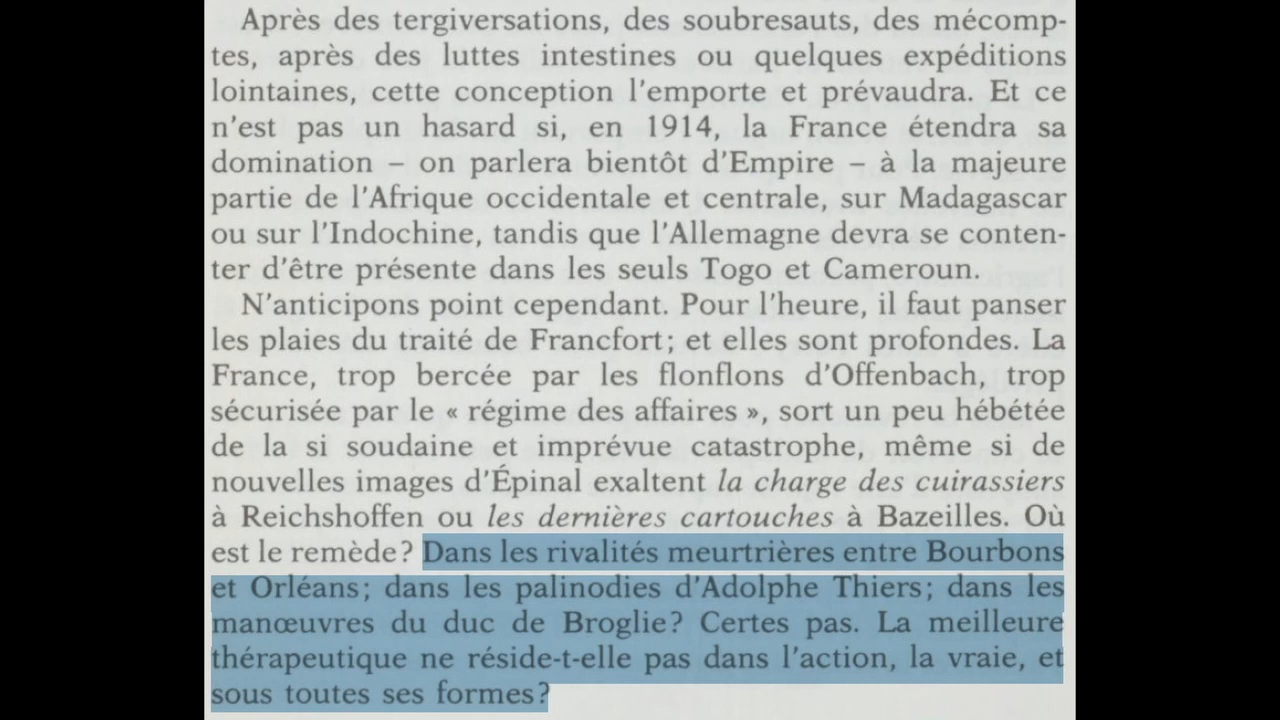 Après des tergiversations, des soubresauts, des mécomp-
tes, après des luttes intestines ou quelques expéditions
lointaines, cette conception l'emporte et prévaudra. Et ce
n'est pas un hasard si, en 1914, la France étendra sa
domination – on parlera bientôt d'Empire – à la majeure
partie de l'Afrique occidentale et centrale, sur Madagascar
ou sur l'Indochine, tandis que l'Allemagne devra se conten-
ter d'être présente dans les seuls Togo et Cameroun.
N'anticipons point cependant. Pour l'heure, il faut panser
les plaies du traité de Francfort; et elles sont profondes. La
France, trop bercée par les flonflons d'Offenbach, trop
sécurisée par le « régime des affaires », sort un peu hébétée
de la si soudaine et imprévue catastrophe, même si de
nouvelles images d'Épinal exaltent la charge des cuirassiers
à Reichshoffen ou les dernières cartouches à Bazeilles. Où
est le remède? Dans les rivalités meurtrières entre Bourbons
et Orléans; dans les palinodies d'Adolphe Thiers; dans les
manœuvres du duc de Broglie? Certes pas. La meilleure
thérapeutique ne réside-t-elle pas dans l'action, la vraie, et
sous toutes ses formes?